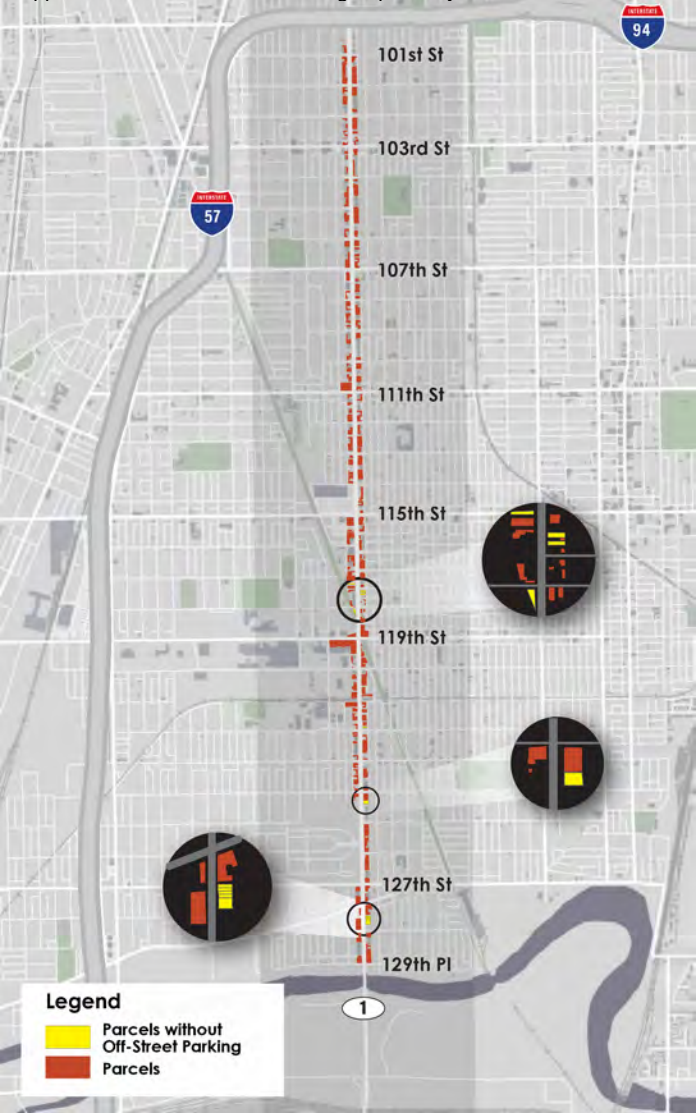 INTERSTATE
94
101st St
103rd St
INTERSTATE
57
107th St
111th St
115th St
119th St
127th St
129th Pl
1
Legend
Parcels without
Off-Street Parking
Parcels